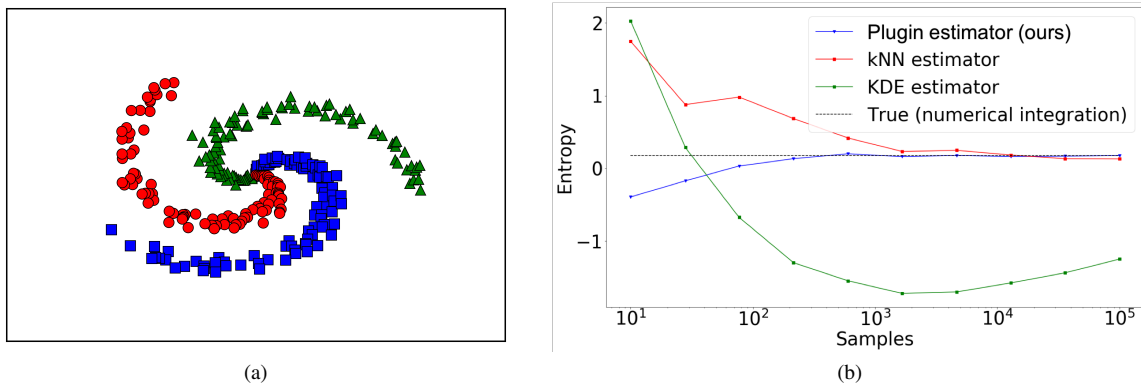 2
1
0
−1
Entropy
Plugin estimator (ours)
kNN estimator
KDE estimator
True (numerical integration)
10¹ 10² 10³ 10⁴ 10⁵
Samples
(a) (b)